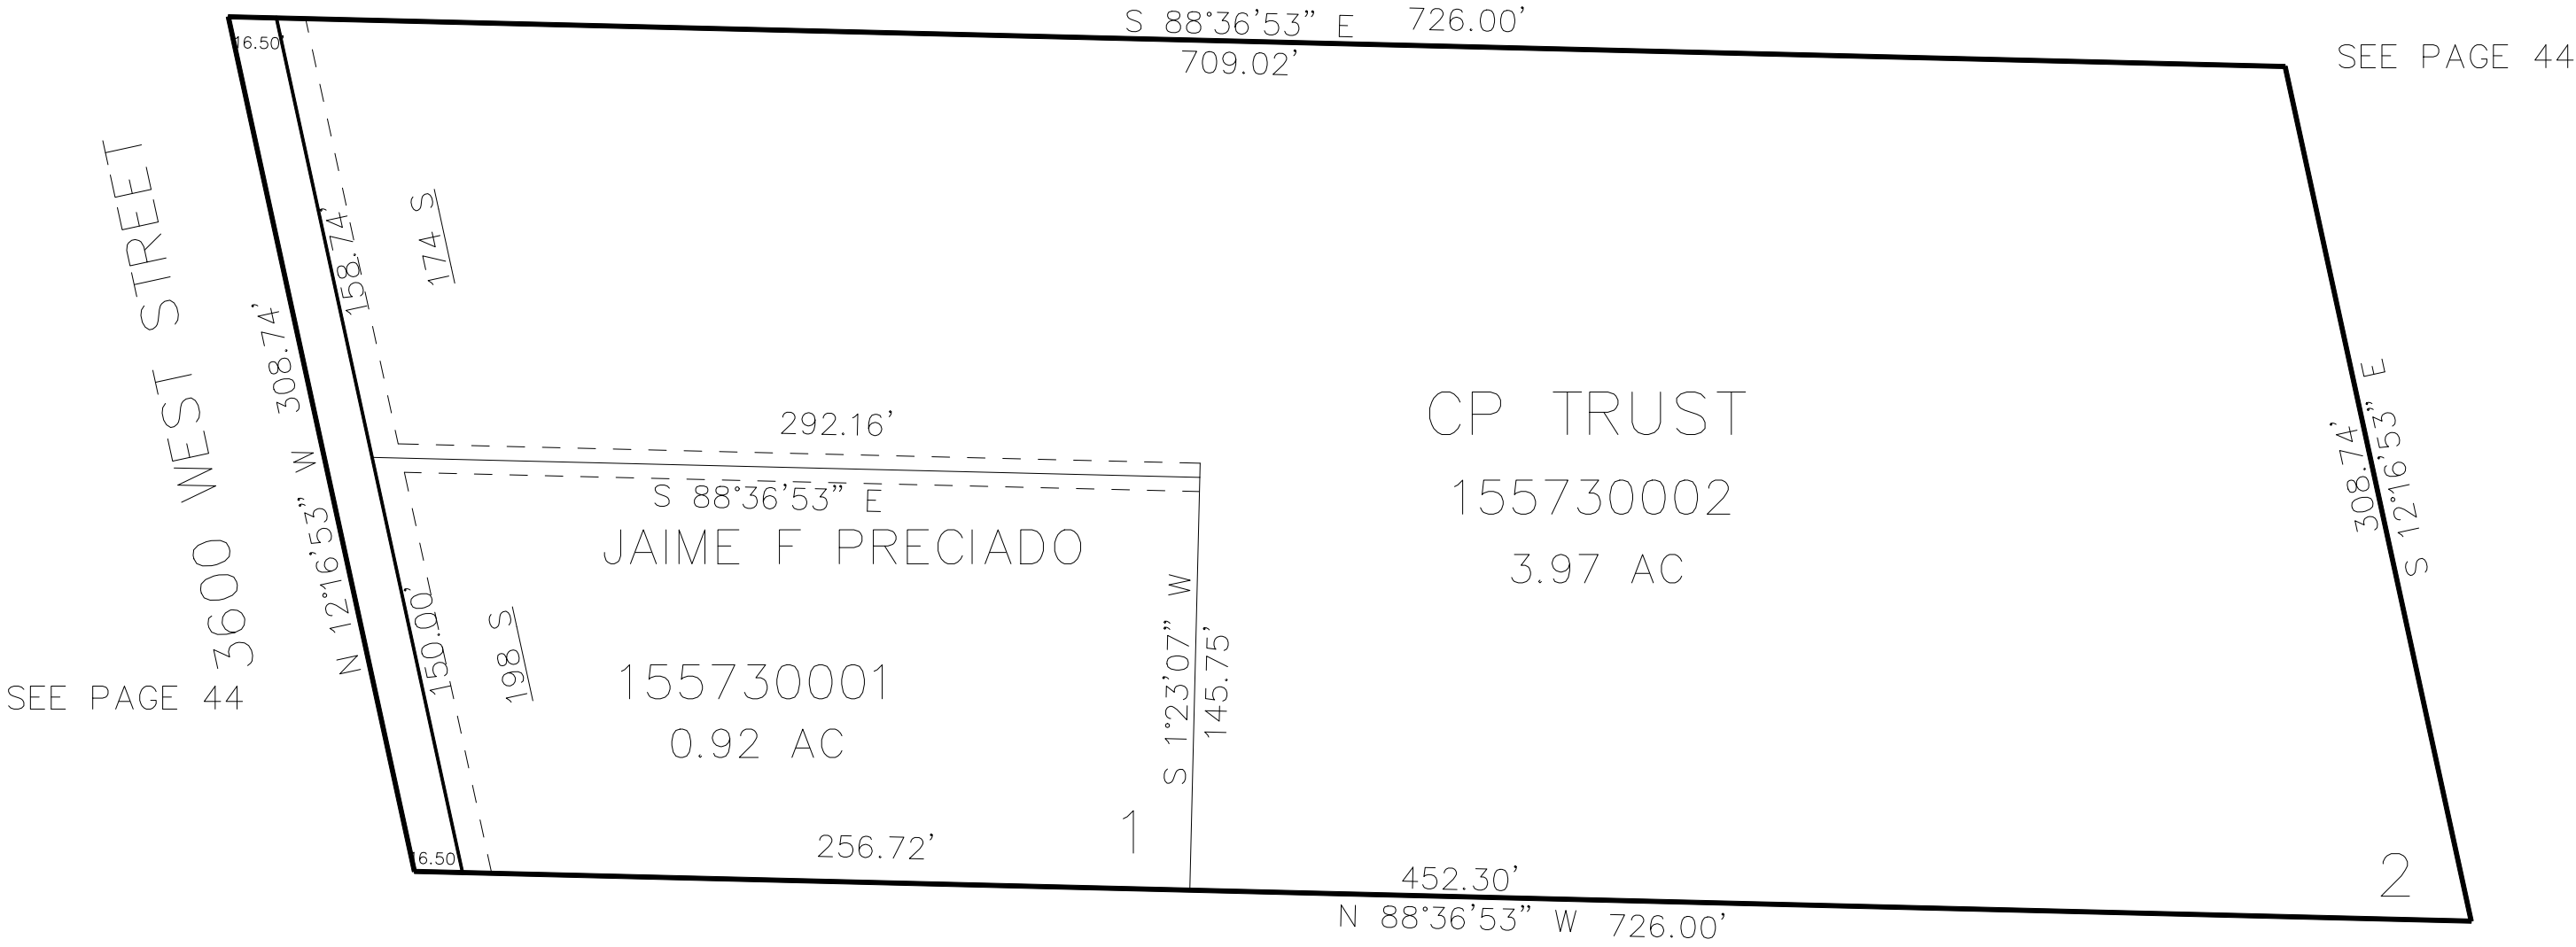 S 88°36'53" E 726.00'
16.50'
709.02'
SEE PAGE 44
3600 WEST STREET
158.74'
174 S
308.74'
N 12°16'53" W
292.16'
S 88°36'53" E
CP TRUST
155730002
3.97 AC
308.74'
S 12°16'53" E
JAIME F PRECIADO
150.00'
198 S
155730001
0.92 AC
S 1°23'07" W
145.75'
SEE PAGE 44
1
256.72'
16.50'
452.30'
2
N 88°36'53" W 726.00'